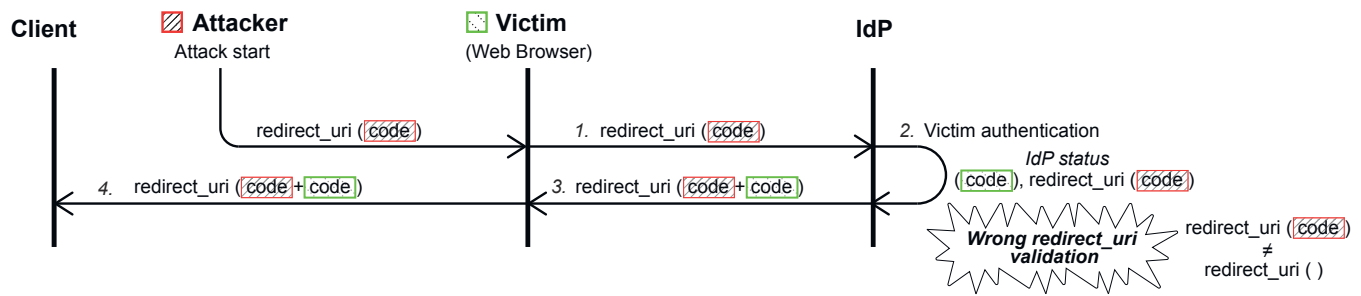 Client
Attacker
Attack start
Victim
(Web Browser)
IdP
redirect_uri (code)
1. redirect_uri (code)
2. Victim authentication
IdP status
(code), redirect_uri (code)
4. redirect_uri (code+code)
3. redirect_uri (code+code)
Wrong redirect_uri
validation
redirect_uri (code)
≠
redirect_uri ( )